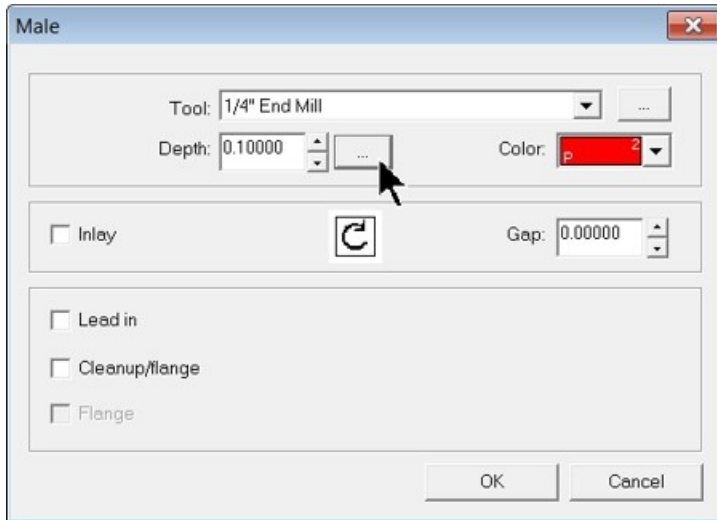 Male
Tool: 1/4" End Mill ...
Depth: 0.10000 ... Color: P 2
Inlay Gap: 0.00000
Lead in
Cleanup/flange
Flange
OK Cancel